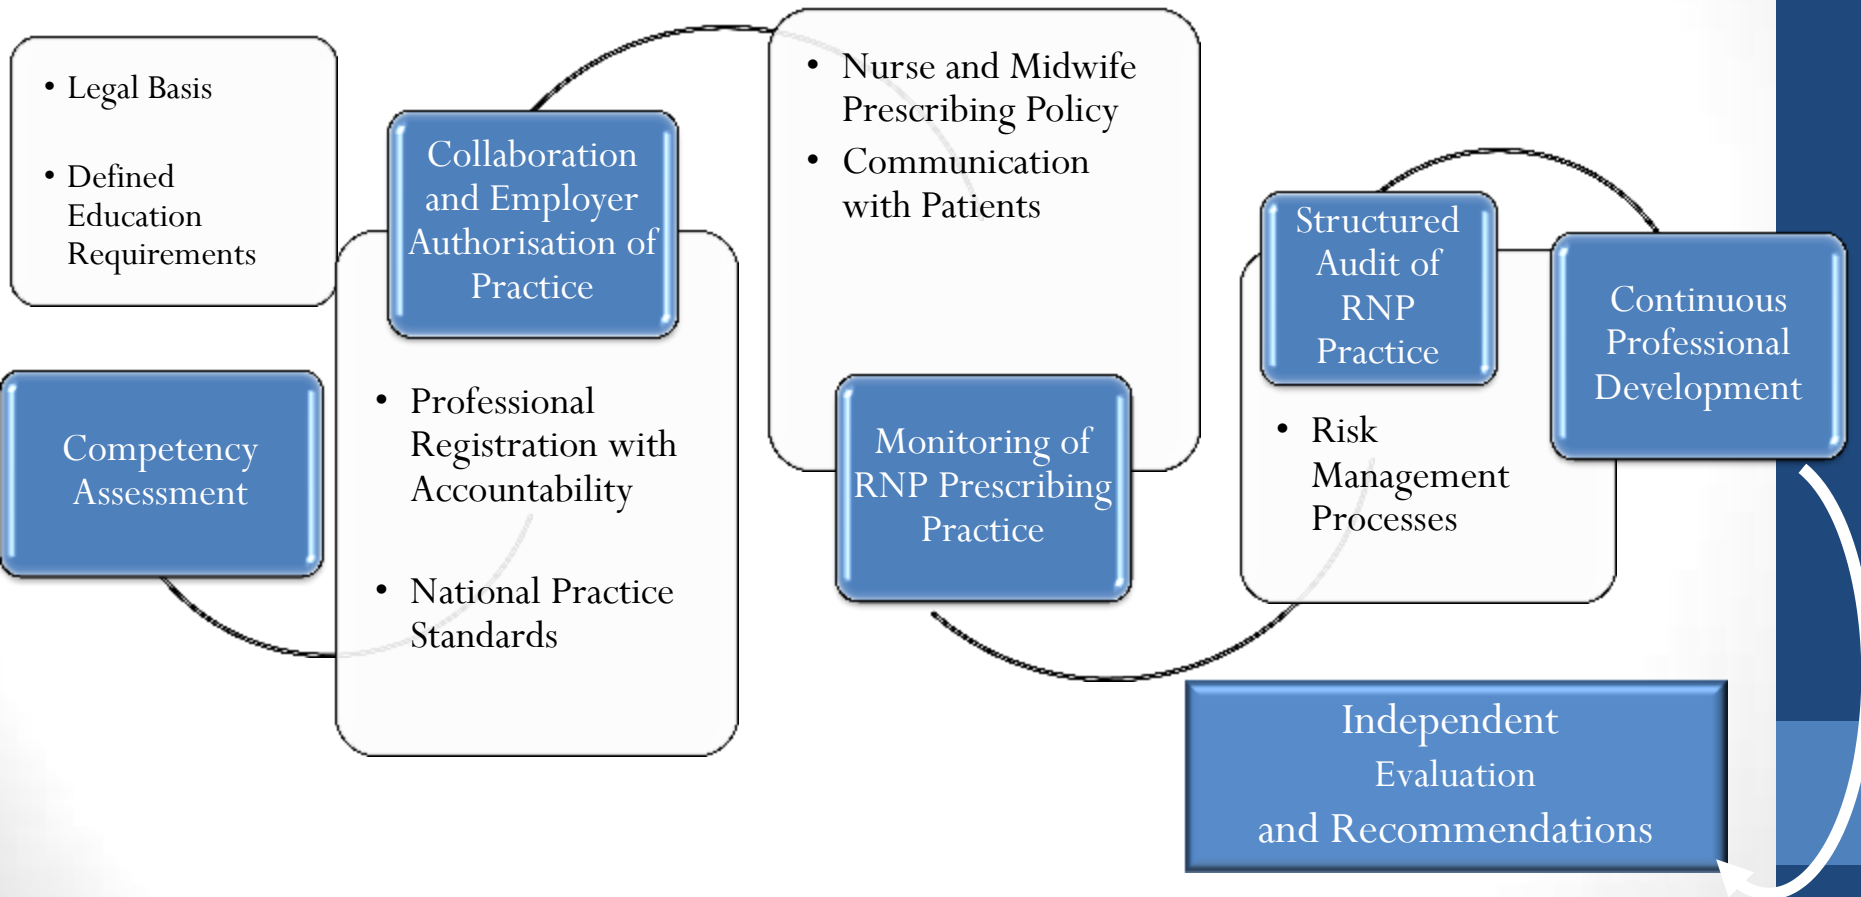 • Legal Basis
• Defined
Education
Requirements
Competency
Assessment
Collaboration
and Employer
Authorisation of
Practice
• Professional
Registration with
Accountability
• National Practice
Standards
• Nurse and Midwife
Prescribing Policy
• Communication
with Patients
Monitoring of
RNP Prescribing
Practice
Structured
Audit of
RNP
Practice
• Risk
Management
Processes
Continuous
Professional
Development
Independent
Evaluation
and Recommendations